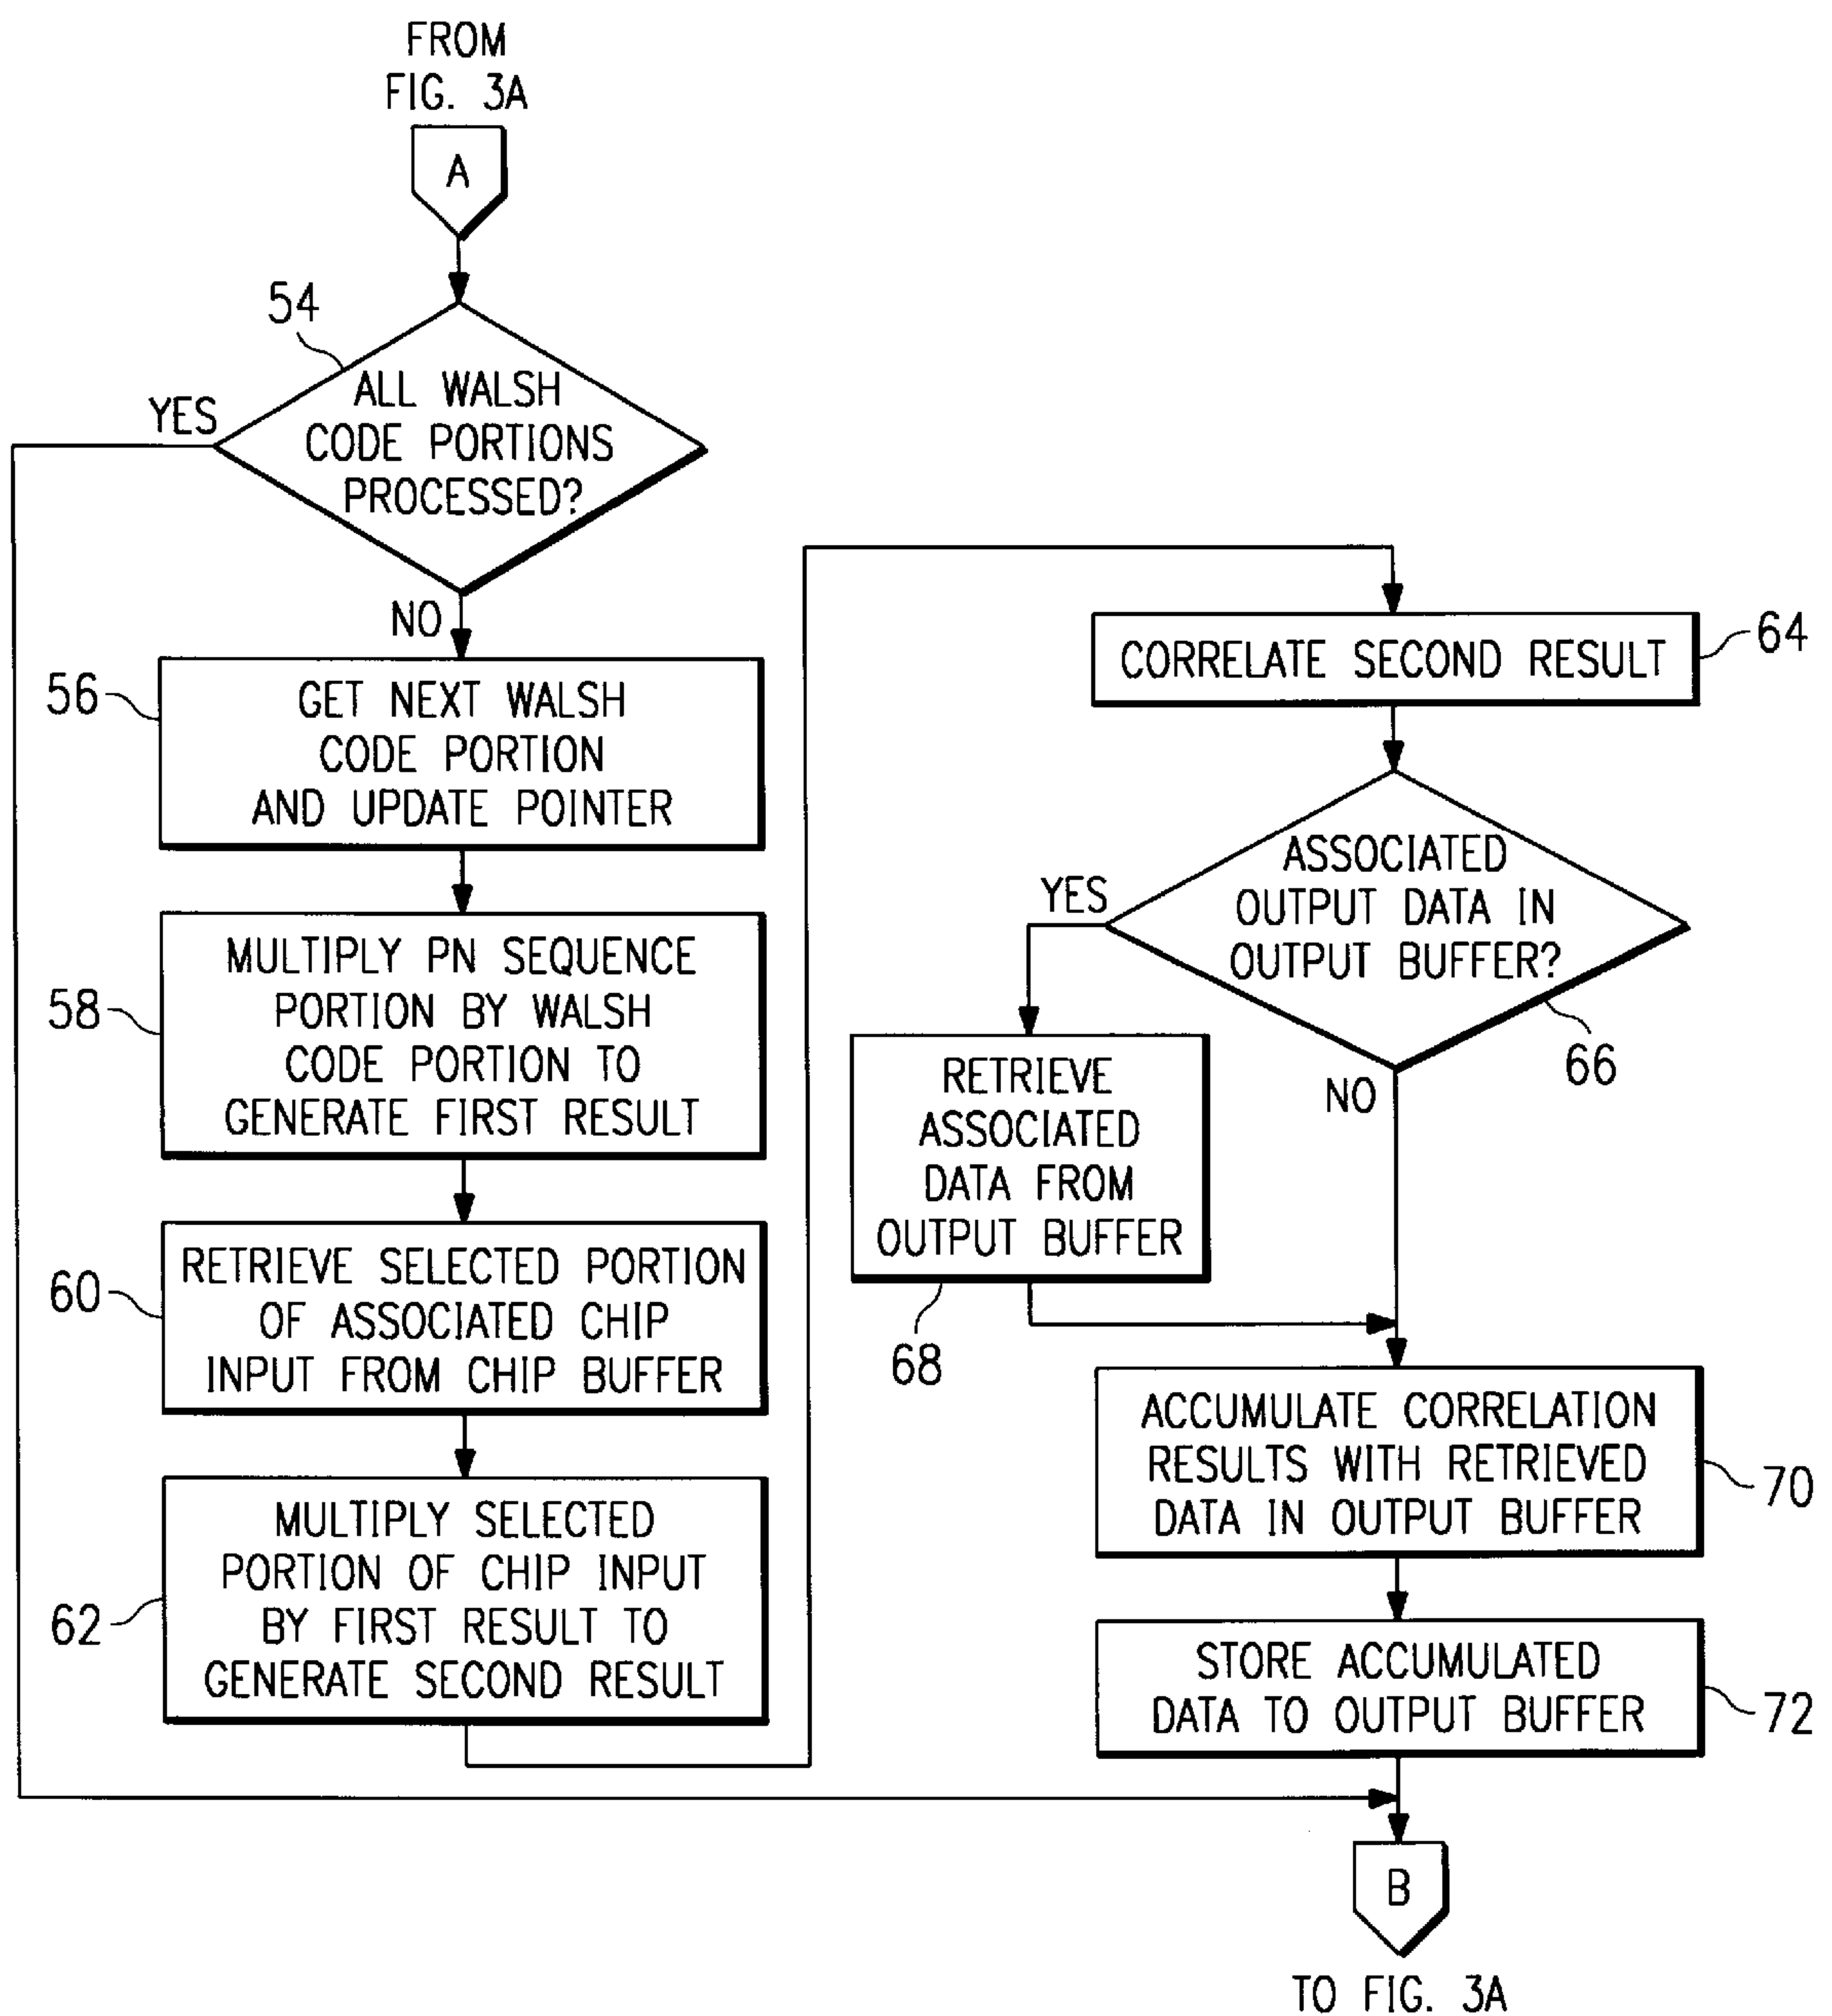 FROM
FIG. 3A
A
54
ALL WALSH
CODE PORTIONS
PROCESSED?
YES
NO
56
GET NEXT WALSH
CODE PORTION
AND UPDATE POINTER
58
MULTIPLY PN SEQUENCE
PORTION BY WALSH
CODE PORTION TO
GENERATE FIRST RESULT
60
RETRIEVE SELECTED PORTION
OF ASSOCIATED CHIP
INPUT FROM CHIP BUFFER
62
MULTIPLY SELECTED
PORTION OF CHIP INPUT
BY FIRST RESULT TO
GENERATE SECOND RESULT
CORRELATE SECOND RESULT
64
ASSOCIATED
OUTPUT DATA IN
OUTPUT BUFFER?
YES
66
NO
RETRIEVE
ASSOCIATED
DATA FROM
OUTPUT BUFFER
68
ACCUMULATE CORRELATION
RESULTS WITH RETRIEVED
DATA IN OUTPUT BUFFER
70
STORE ACCUMULATED
DATA TO OUTPUT BUFFER
72
B
TO FIG. 3A